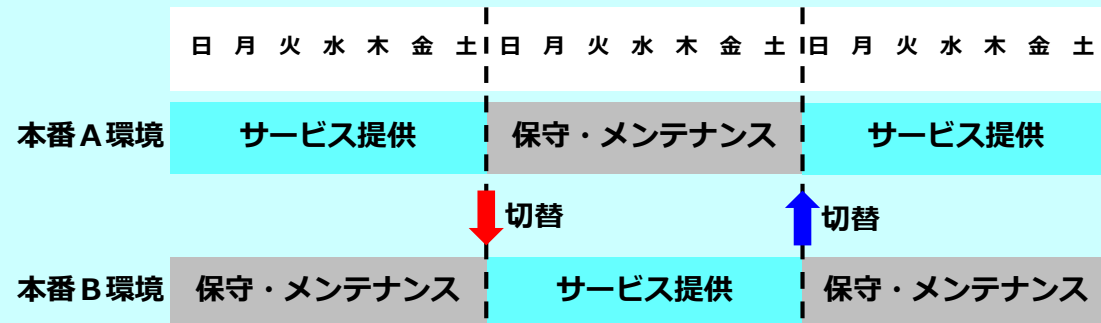 日 月 火 水 木 金 土 日 月 火 水 木 金 土 日 月 火 水 木 金 土
本番A環境 サービス提供 保守・メンテナンス サービス提供
切替 切替
本番B環境 保守・メンテナンス サービス提供 保守・メンテナンス